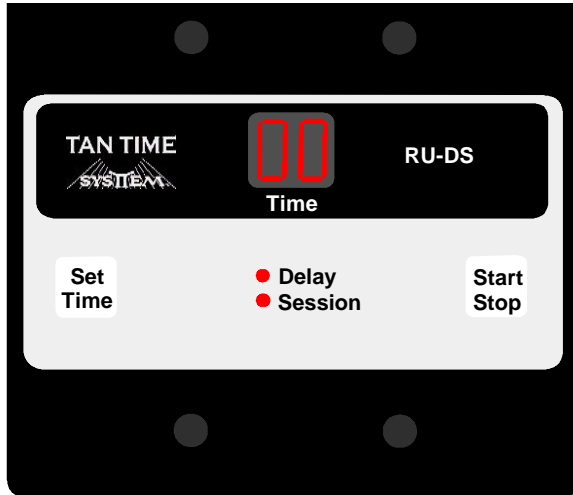 TAN TIME
SYSTEM
00
RU-DS
Time
Set
Time
Delay
Session
Start
Stop